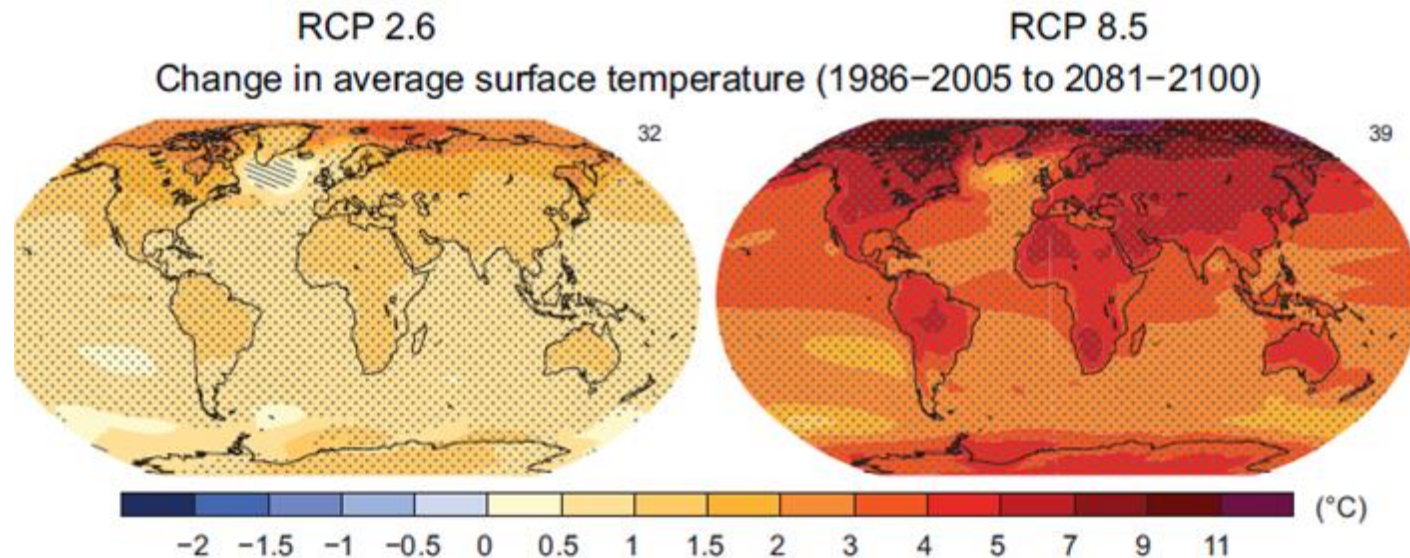 RCP 2.6 RCP 8.5
Change in average surface temperature (1986−2005 to 2081−2100)
32 39
(°C)
−2 −1.5 −1 −0.5 0 0.5 1 1.5 2 3 4 5 7 9 11